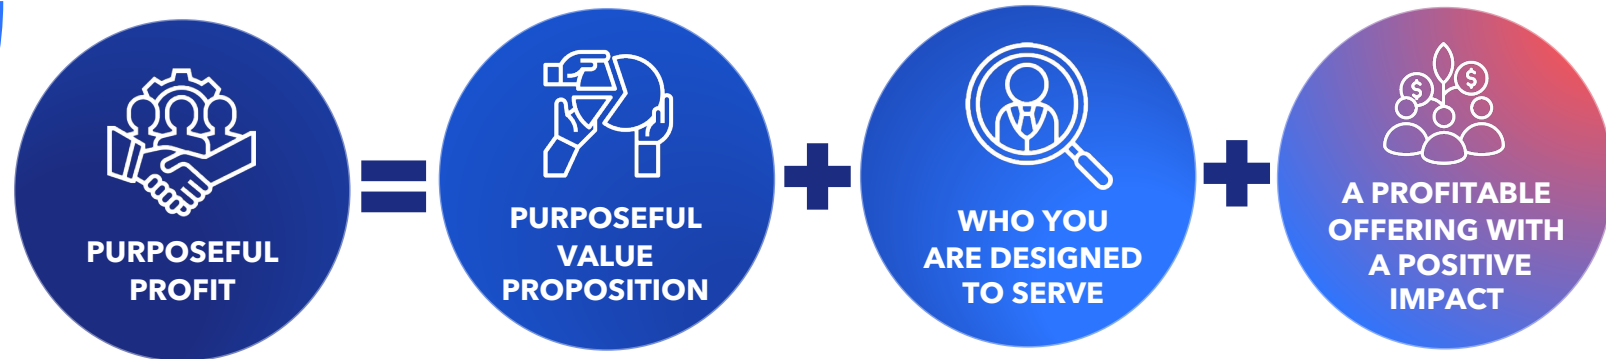 PURPOSEFUL
PROFIT
=
PURPOSEFUL
VALUE
PROPOSITION
+
WHO YOU
ARE DESIGNED
TO SERVE
+
$ $
A PROFITABLE
OFFERING WITH
A POSITIVE
IMPACT